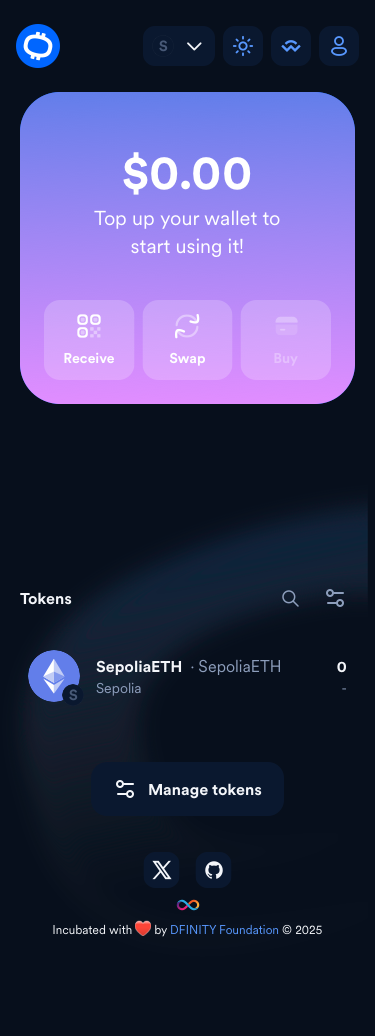 S
$0.00
Top up your wallet to
start using it!
Receive Swap Buy
Tokens
SepoliaETH · SepoliaETH 0
Sepolia -
S
Manage tokens
Incubated with ❤️ by DFINITY Foundation © 2025